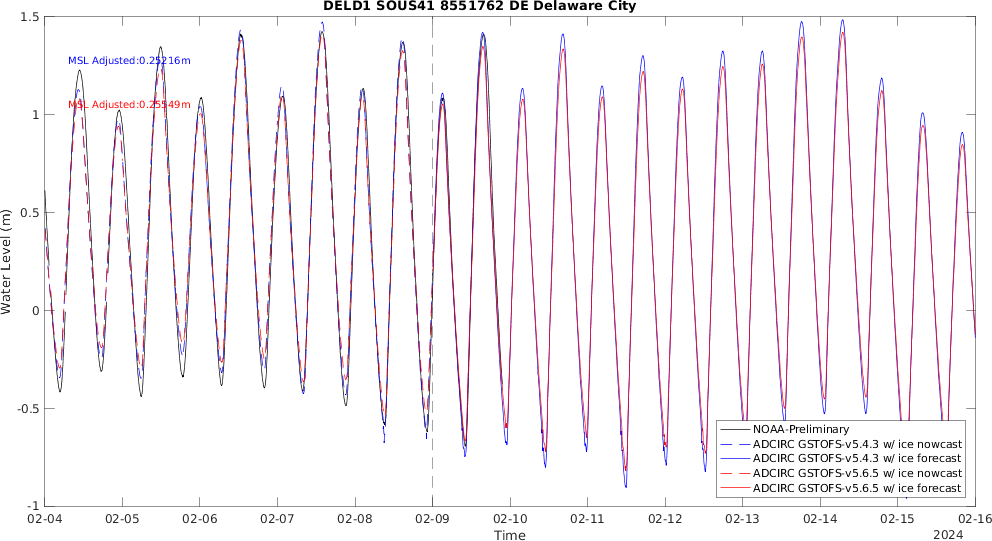 DELD1 SOUS41 8551762 DE Delaware City
1.5
1
0.5
0
-0.5
-1
Water Level (m)
MSL Adjusted:0.25216m
MSL Adjusted:0.25549m
NOAA-Preliminary
ADCIRC GSTOFS-v5.4.3 w/ ice nowcast
ADCIRC GSTOFS-v5.4.3 w/ ice forecast
ADCIRC GSTOFS-v5.6.5 w/ ice nowcast
ADCIRC GSTOFS-v5.6.5 w/ ice forecast
02-04 02-05 02-06 02-07 02-08 02-09 02-10 02-11 02-12 02-13 02-14 02-15 02-16
Time
2024